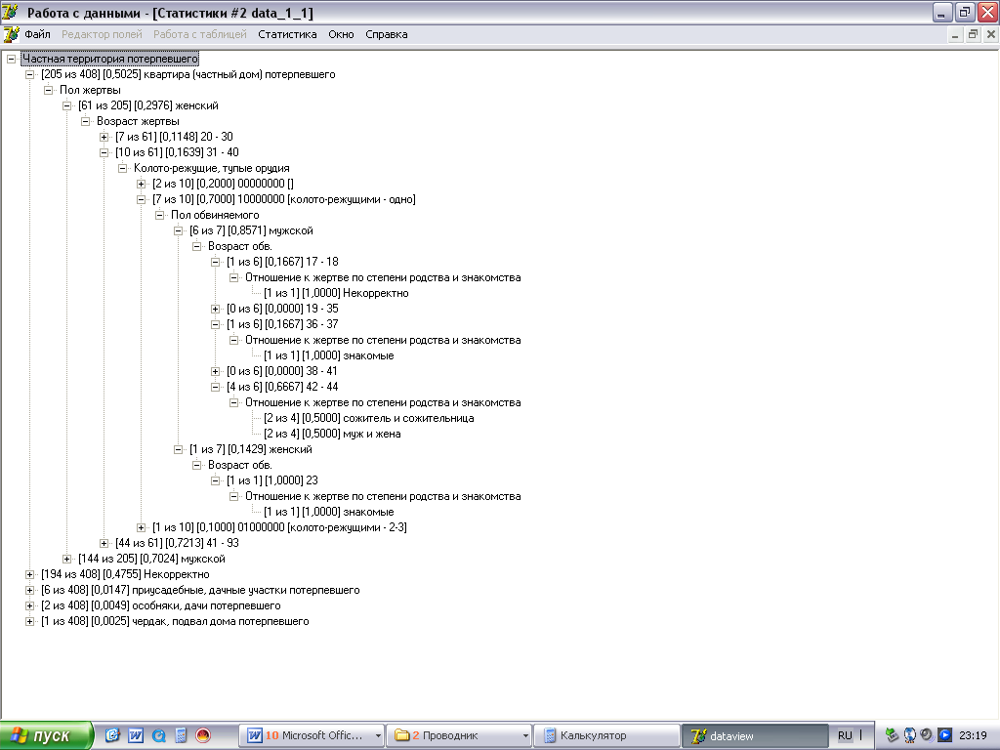 Работа с данными - [Статистики #2 data_1_1]
Файл Редактор полей Работа с таблицей Статистика Окно Справка
Частная территория потерпевшего
[205 из 408] [0,5025] квартира (частный дом) потерпевшего
Пол жертвы
[61 из 205] [0,2976] женский
Возраст жертвы
[7 из 61] [0,1148] 20 - 30
[10 из 61] [0,1639] 31 - 40
Колото-режущие, тупые орудия
[2 из 10] [0,2000] 00000000 []
[7 из 10] [0,7000] 10000000 [колото-режущими - одно]
Пол обвиняемого
[6 из 7] [0,8571] мужской
Возраст обв.
[1 из 6] [0,1667] 17 - 18
Отношение к жертве по степени родства и знакомства
[1 из 1] [1,0000] Некорректно
[0 из 6] [0,0000] 19 - 35
[1 из 6] [0,1667] 36 - 37
Отношение к жертве по степени родства и знакомства
[1 из 1] [1,0000] знакомые
[0 из 6] [0,0000] 38 - 41
[4 из 6] [0,6667] 42 - 44
Отношение к жертве по степени родства и знакомства
[2 из 4] [0,5000] сожитель и сожительница
[2 из 4] [0,5000] муж и жена
[1 из 7] [0,1429] женский
Возраст обв.
[1 из 1] [1,0000] 23
Отношение к жертве по степени родства и знакомства
[1 из 1] [1,0000] знакомые
[1 из 10] [0,1000] 01000000 [колото-режущими - 2-3]
[44 из 61] [0,7213] 41 - 93
[144 из 205] [0,7024] мужской
[194 из 408] [0,4755] Некорректно
[6 из 408] [0,0147] приусадебные, дачные участки потерпевшего
[2 из 408] [0,0049] особняки, дачи потерпевшего
[1 из 408] [0,0025] чердак, подвал дома потерпевшего
пуск 10 Microsoft Offic... 2 Проводник Калькулятор dataview RU 23:19